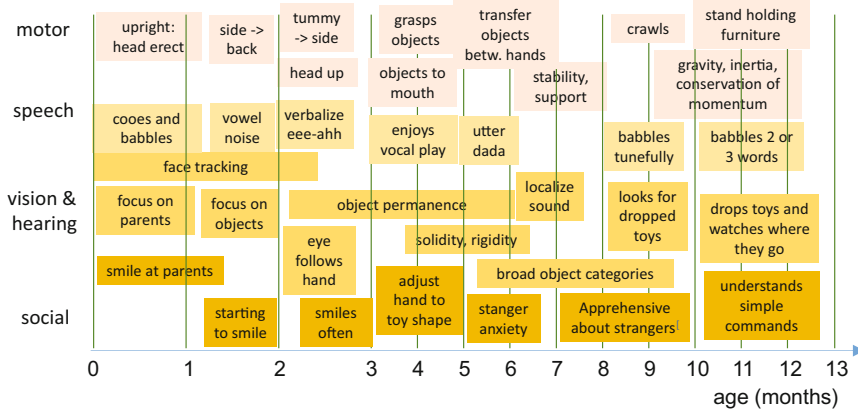 motor
upright:
head erect
side ->
back
tummy
-> side
grasps
objects
transfer
objects
betw. hands
crawls
stand holding
furniture
head up
objects to
mouth
stability,
support
gravity, inertia,
conservation of
momentum
speech
cooes and
babbles
vowel
noise
verbalize
eee-ahh
enjoys
vocal play
utter
dada
babbles
tunefully
babbles 2 or
3 words
face tracking
vision &
hearing
focus on
parents
focus on
objects
object permanence
localize
sound
looks for
dropped
toys
drops toys and
watches where
they go
eye
follows
hand
solidity, rigidity
broad object categories
smile at parents
adjust
hand to
toy shape
understands
simple
commands
social
starting
to smile
smiles
often
stanger
anxiety
Apprehensive
about strangers[
0 1 2 3 4 5 6 7 8 9 10 11 12 13
age (months)